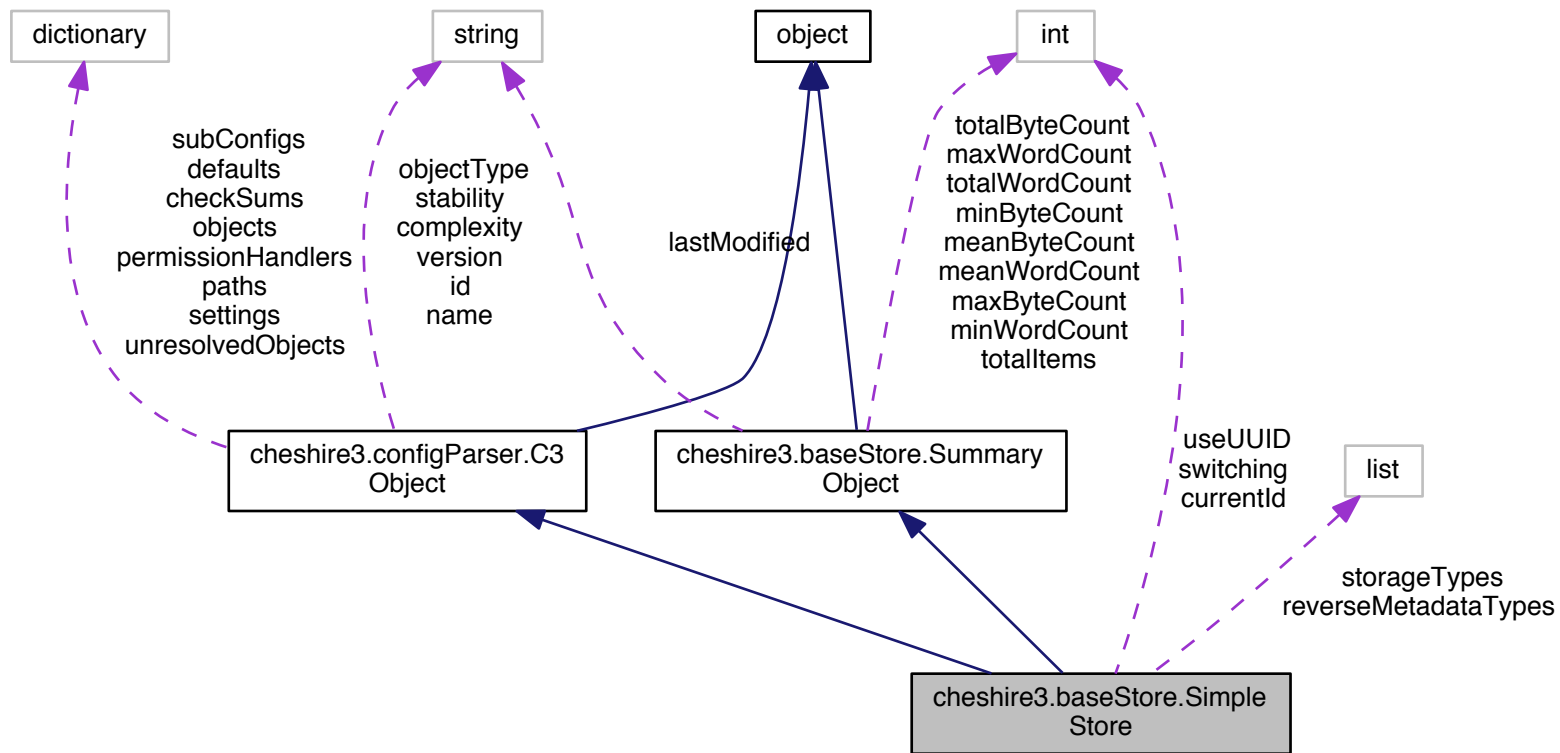 dictionary
string
object
int
subConfigs
defaults
checkSums
objects
permissionHandlers
paths
settings
unresolvedObjects
objectType
stability
complexity
version
id
name
lastModified
totalByteCount
maxWordCount
totalWordCount
minByteCount
meanByteCount
meanWordCount
maxByteCount
minWordCount
totalItems
cheshire3.configParser.C3
Object
cheshire3.baseStore.Summary
Object
useUUID
switching
currentId
list
storageTypes
reverseMetadataTypes
cheshire3.baseStore.Simple
Store